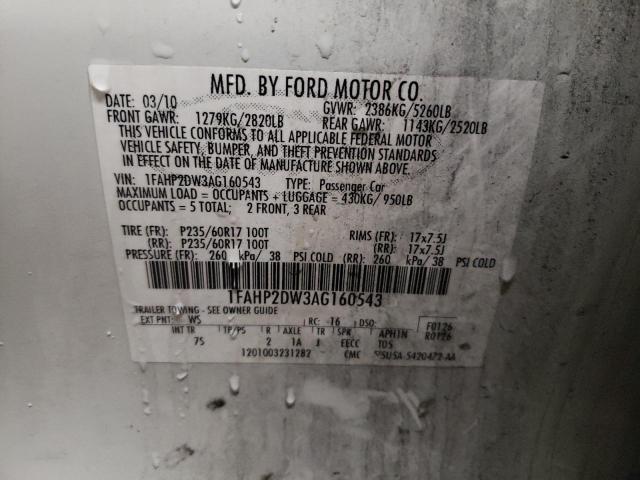 MFD. BY FORD MOTOR CO.
DATE: 03/10 GVWR: 2386KG/5260LB
FRONT GAWR: 1279KG/2820LB REAR GAWR: 1143KG/2520LB
THIS VEHICLE CONFORMS TO ALL APPLICABLE FEDERAL MOTOR
VEHICLE SAFETY, BUMPER, AND THEFT PREVENTION STANDARDS
IN EFFECT ON THE DATE OF MANUFACTURE SHOWN ABOVE.
VIN: 1FAHP2DW3AG160543 TYPE: Passenger Car
MAXIMUM LOAD = OCCUPANTS + LUGGAGE = 430KG/ 950LB
OCCUPANTS = 5 TOTAL; 2 FRONT, 3 REAR
TIRE (FR): P235/60R17 100T RIMS (FR): 17x7.5J
(RR): P235/60R17 100T (RR): 17x7.5J
PRESSURE (FR): 260 kPa/ 38 PSI COLD (RR): 260 kPa/ 38 PSI COLD
1FAHP2DW3AG160543
TRAILER TOWING - SEE OWNER GUIDE
EXT PNT: WS RC: 16 DSO: F0126
R0126
INT TR TP/PS R AXLE TR SPR APH1N
7S 2 1A J EECC TOS
1201003231282 CMC 5U5A-5420472-AA